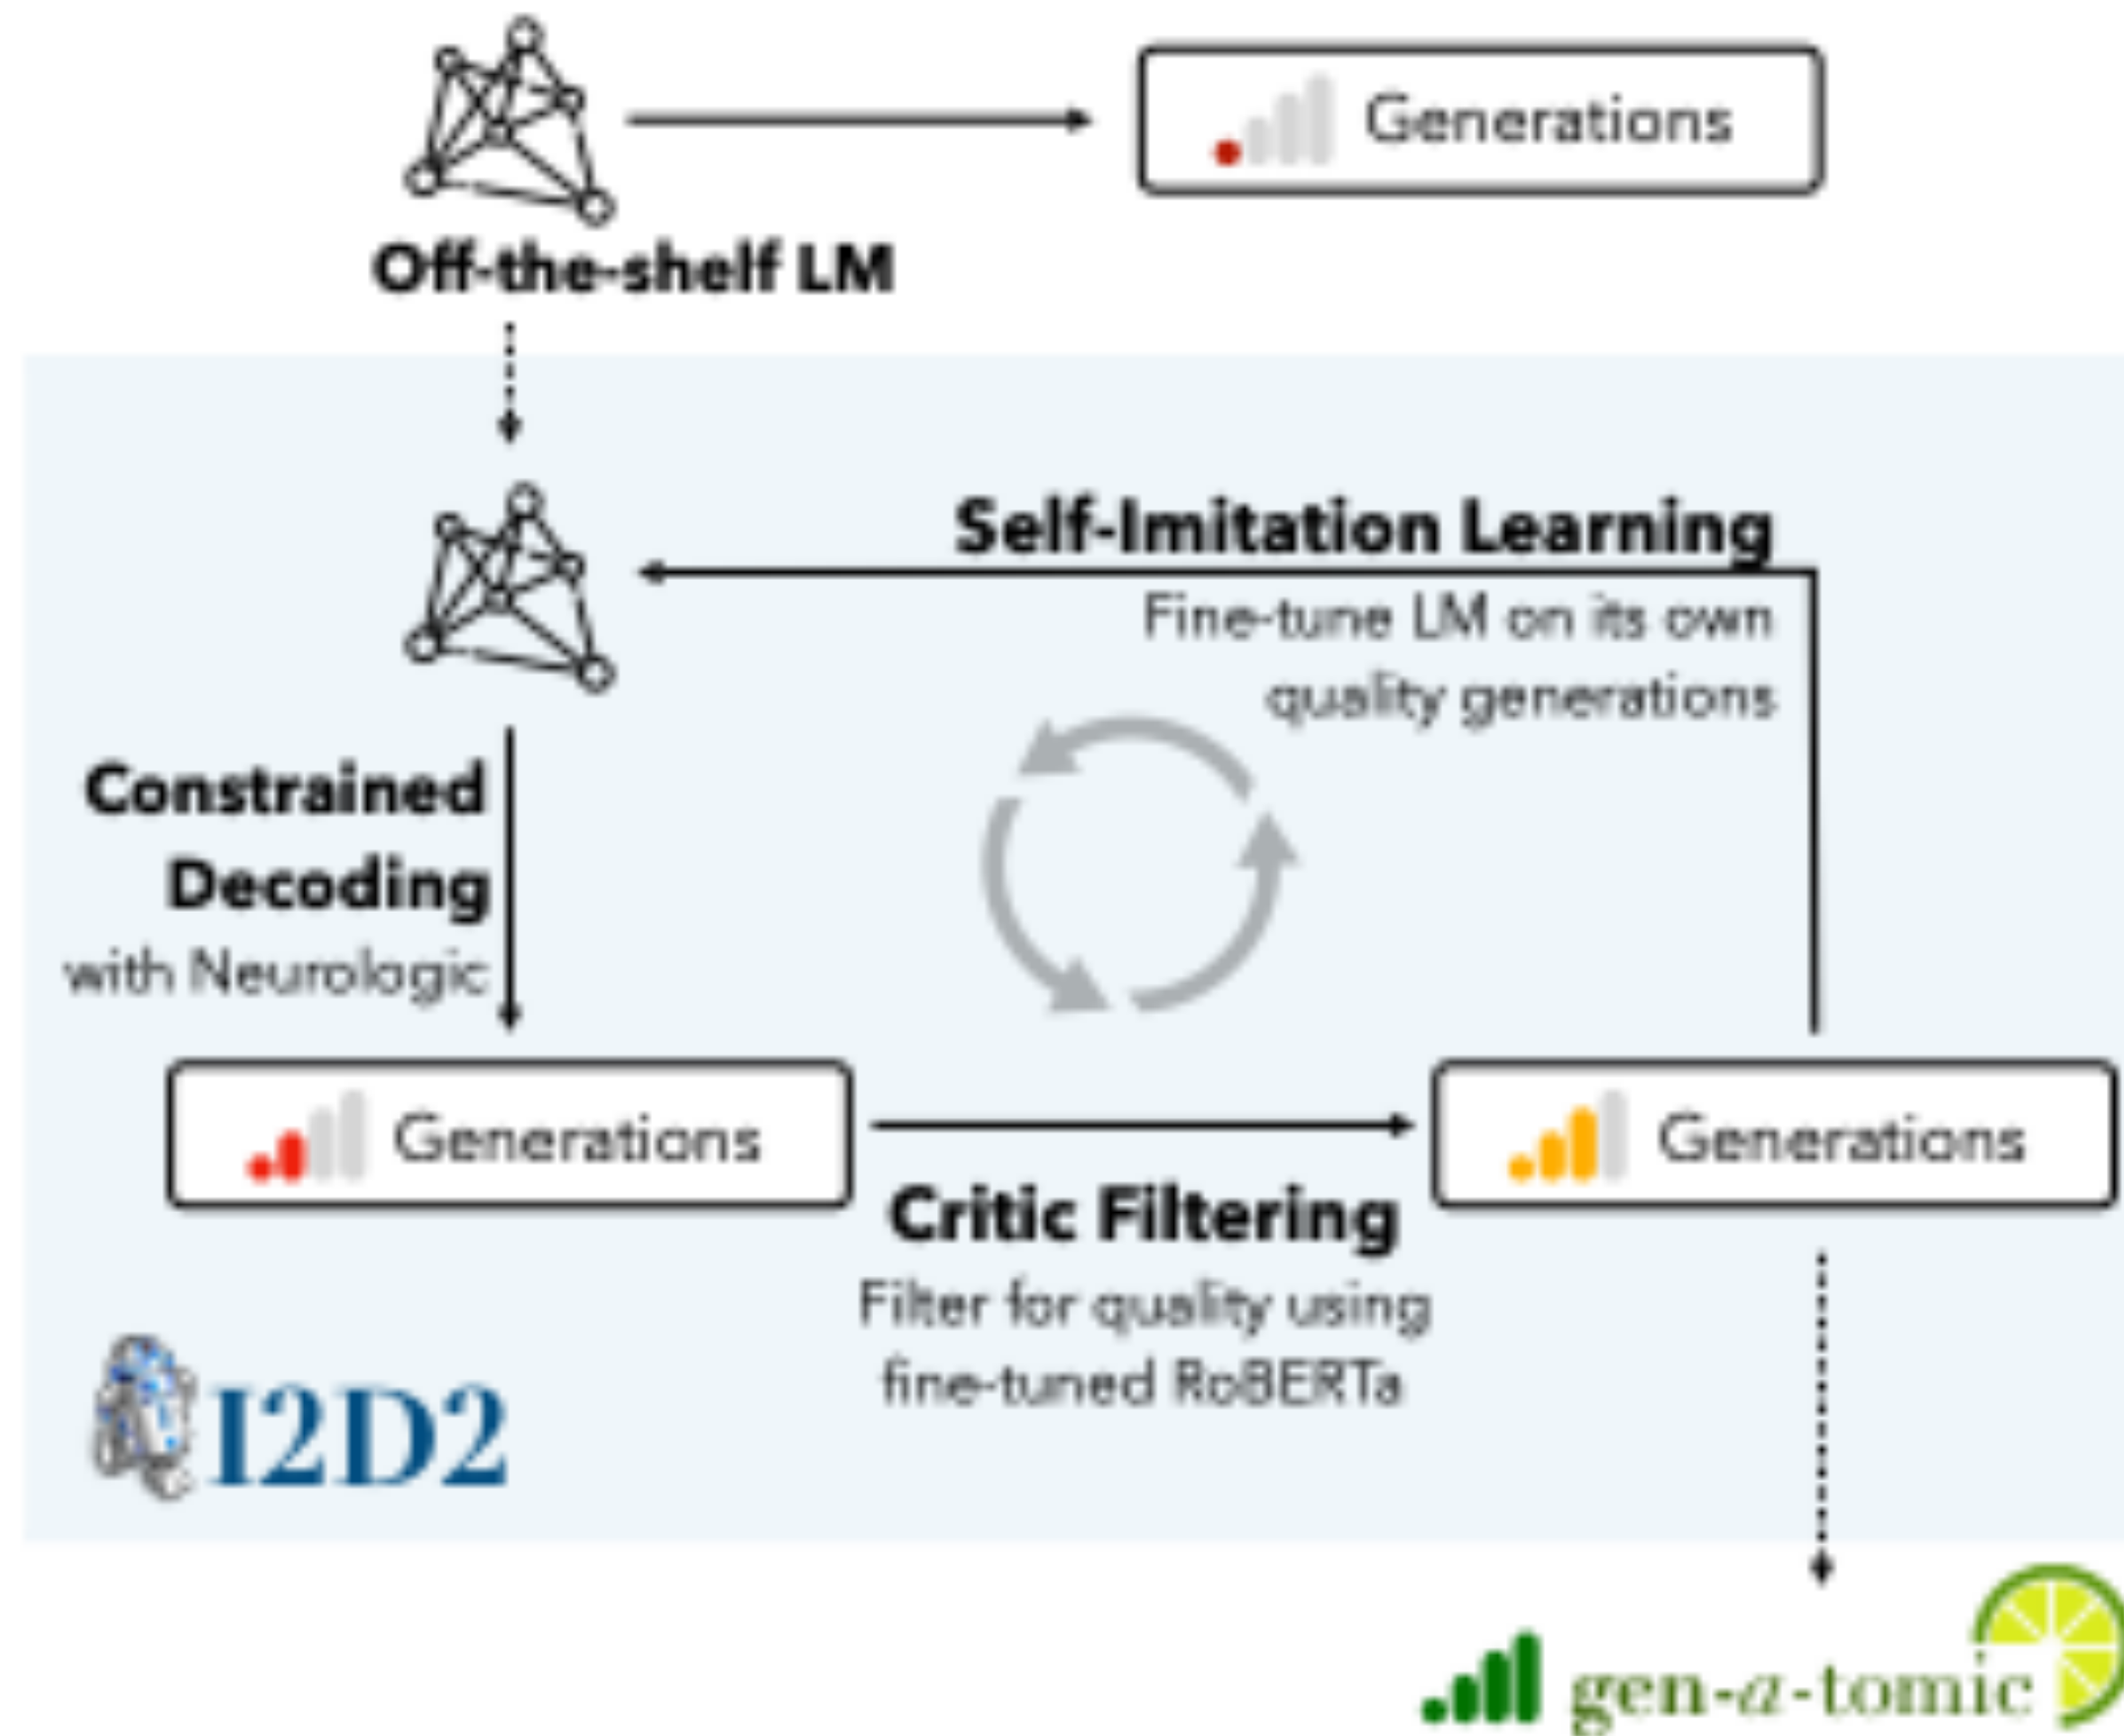 Generations
Off-the-shelf LM
Self-Imitation Learning
Fine-tune LM on its own
quality generations
Constrained
Decoding
with Neurologic
Generations
Generations
Critic Filtering
Filter for quality using
fine-tuned RoBERTa
I2D2
gen-a-tomic